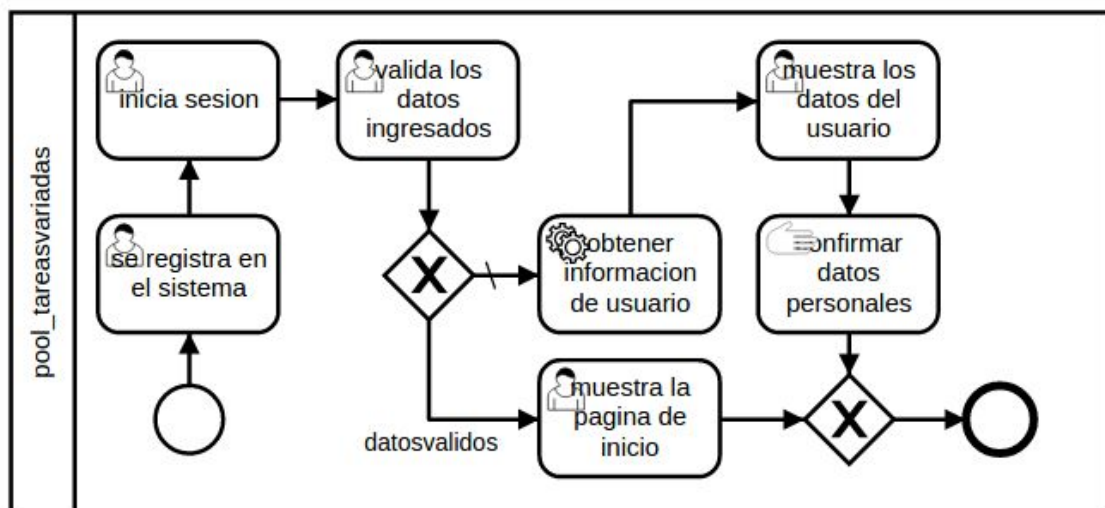 pool_tareasvariadas
inicia sesion
valida los
datos
ingresados
muestra los
datos del
usuario
se registra en
el sistema
obtener
informacion
de usuario
confirmar
datos
personales
muestra la
pagina de
inicio
datosvalidos